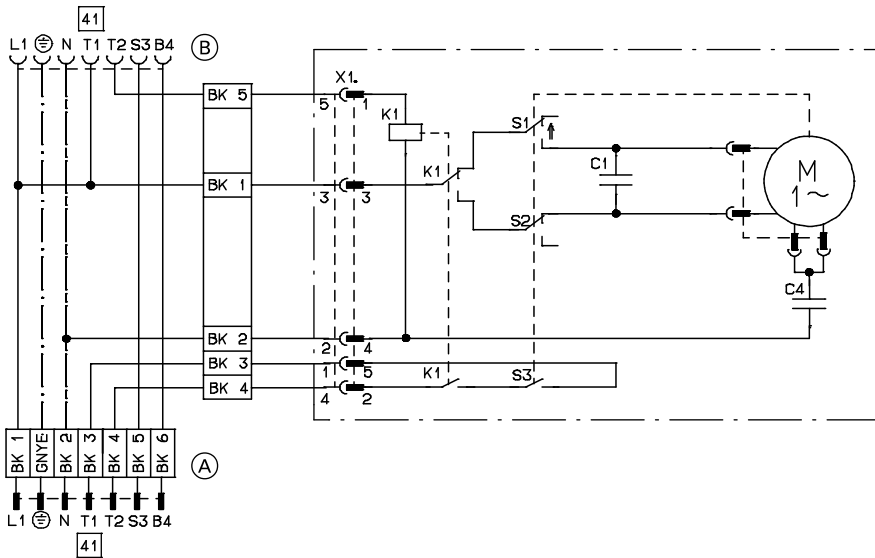 41
L1 N T1 T2 S3 B4 B
X1.
BK 5 5 1
K1
S1
M
1~
C1
K1
BK 1 3 3
S2
C4
BK 2 2 4
BK 3 1 5
BK 4 4 2 K1 S3
BK 1 GNYE BK 2 BK 3 BK 4 BK 5 BK 6 A
L1 N T1 T2 S3 B4
41